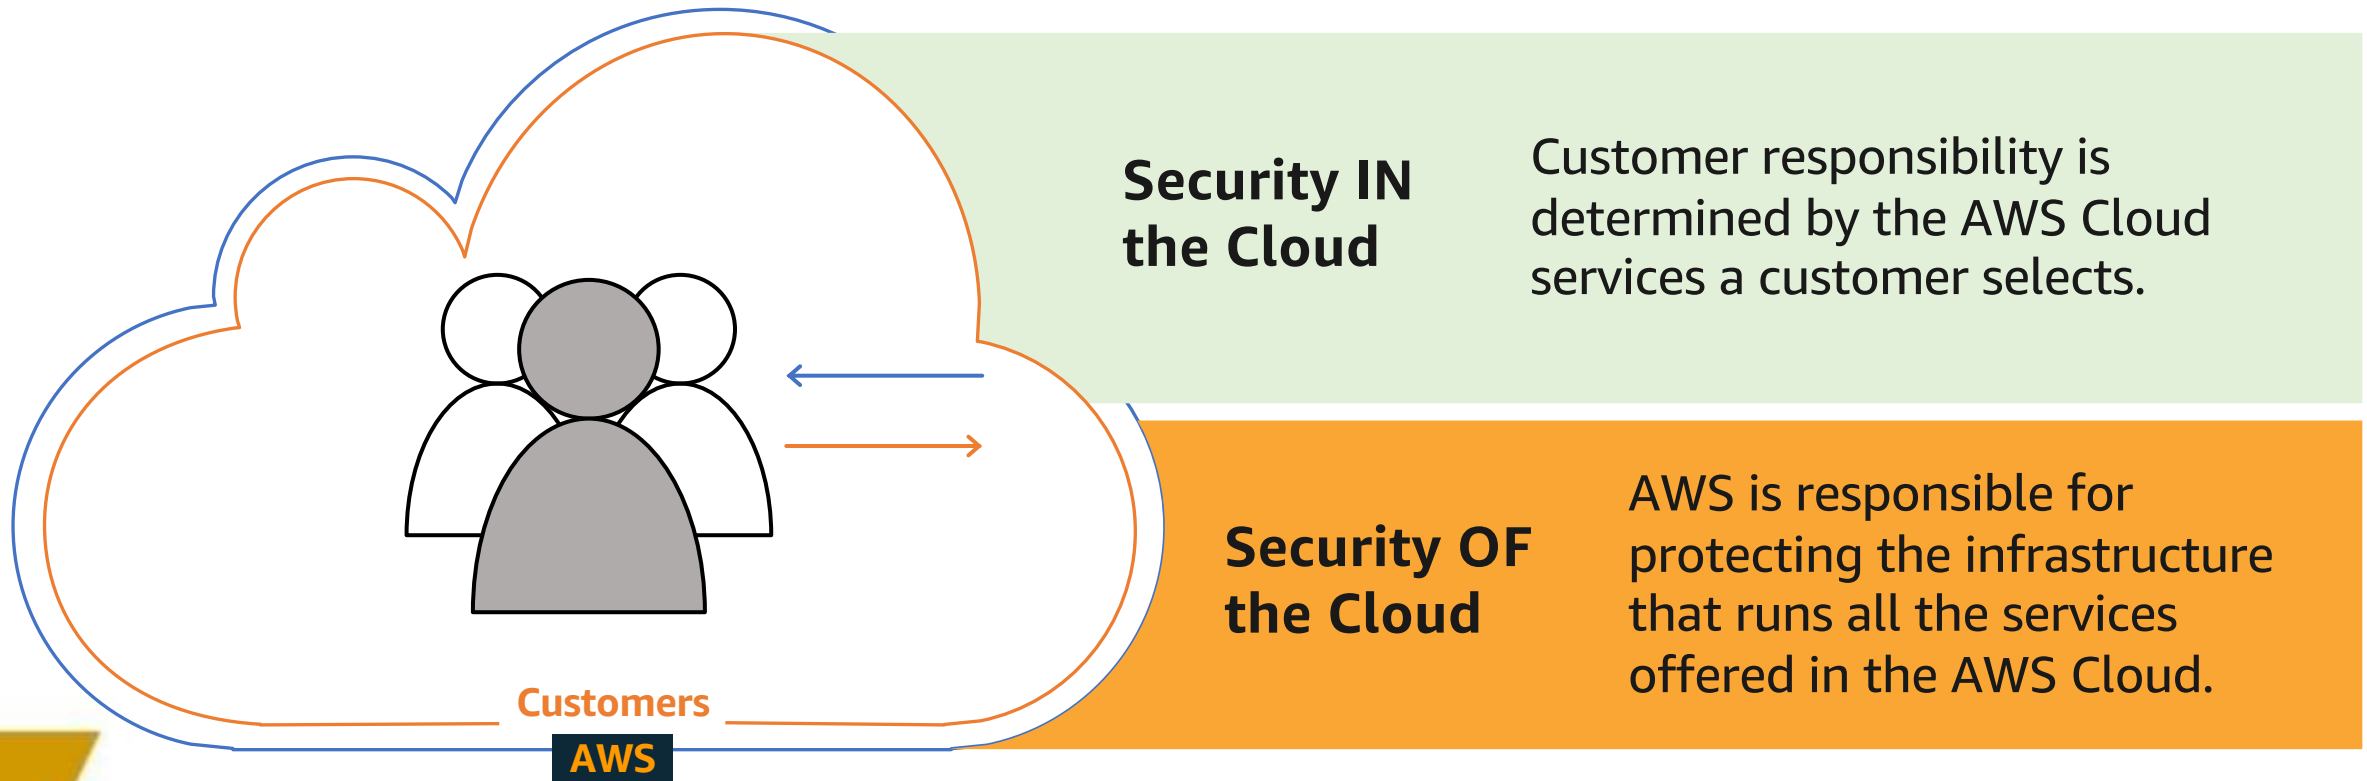 Security IN
the Cloud
Customer responsibility is
determined by the AWS Cloud
services a customer selects.
Security OF
the Cloud
AWS is responsible for
protecting the infrastructure
that runs all the services
offered in the AWS Cloud.
Customers
AWS